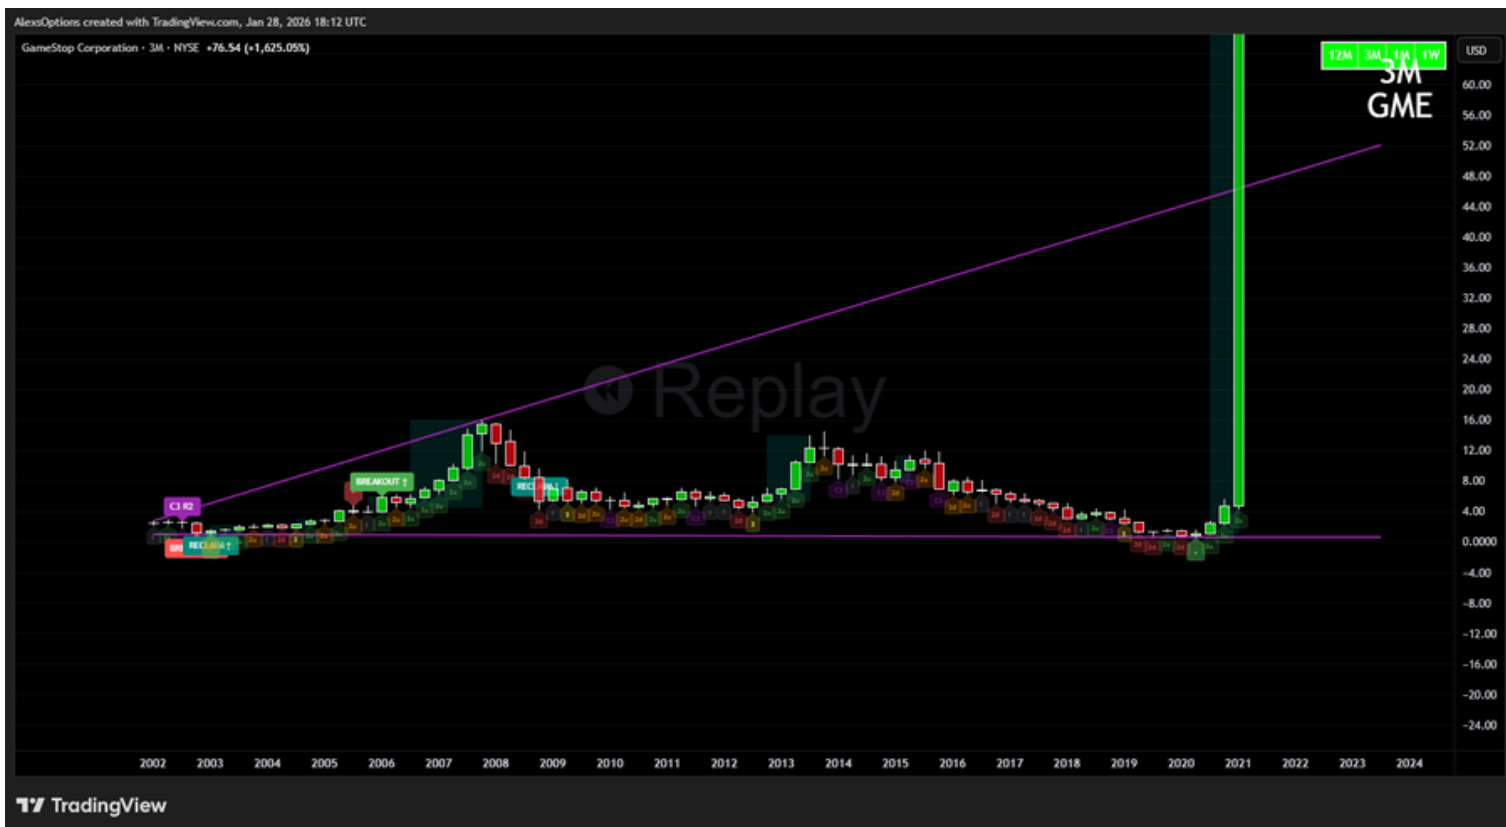 AlexsOptions created with TradingView.com, Jan 28, 2026 18:12 UTC
GameStop Corporation · 3M · NYSE +76.54 (+1,625.05%)
12M 3M 1M 1W
USD
3M
GME
60.00
56.00
52.00
48.00
44.00
40.00
36.00
32.00
28.00
24.00
20.00
16.00
12.00
8.00
4.00
0.0000
−4.00
−8.00
−12.00
−16.00
−20.00
−24.00
Replay
BREAKOUT ↑
C3 R2
2002 2003 2004 2005 2006 2007 2008 2009 2010 2011 2012 2013 2014 2015 2016 2017 2018 2019 2020 2021 2022 2023 2024
TradingView